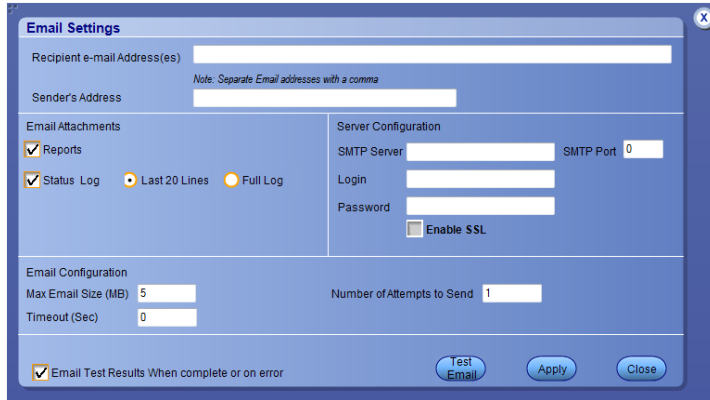 X
Email Settings
Recipient e-mail Address(es)
Note: Separate Email addresses with a comma
Sender's Address
Email Attachments
Reports
Status Log Last 20 Lines Full Log
Server Configuration
SMTP Server SMTP Port 0
Login
Password
Enable SSL
Email Configuration
Max Email Size (MB) 5 Number of Attempts to Send 1
Timeout (Sec) 0
Email Test Results When complete or on error
Test
Email
Apply
Close